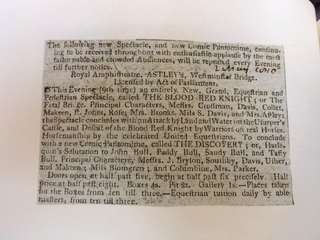 The following new Spectacle, and new Comic Pantomime, continu-
ing to be received throughout with enthusiastic applause by the most
fashionable and crowded Audiences, will be repeated every Evening
till further notice.
2 May 1810
Royal Amphitheatre, ASTLEY's, Westminster Bridge.
Licensed by Act of Parliament.
This Evening (9th time) an entirely New, Grand, Equestrian and
Pedestrian Spectacle, called THE BLOOD RED KNIGHT; or The
Fatal Bridge. Principal Characters, Messrs. Crossman, Davis, Collet,
Makeen, P. Jones, Rose; Mrs. Brooks, Miss S. Davis, and Mrs. Astley;
the Spectacle concludes with an Attack by Land and Water on Sir Hugper's
Castle, and Defeat of the Blood Red Knight by Warriors on real Horses.
Horsemanship by the celebrated United Equestrians. To conclude
with a new Comic Pantomime, called THE DISCOVERY; or, Harle-
quin's Salutation to John Bull, Paddy Bull, Sandy Bull, and Taffy
Bull. Principal Characters, Messrs. J. Bryson, Southby, Davis, Usher,
and Makeen; Miss Blomgren; and Columbine, Mrs. Parker.
Doors open at half past five, begin at half past six precisely. Half
price at half past eight. Boxes 4s. Pit 2s. Gallery 1s.—Places taken
for the Boxes from ten till three.—Equestrian tuition daily by able
masters, from ten till three.